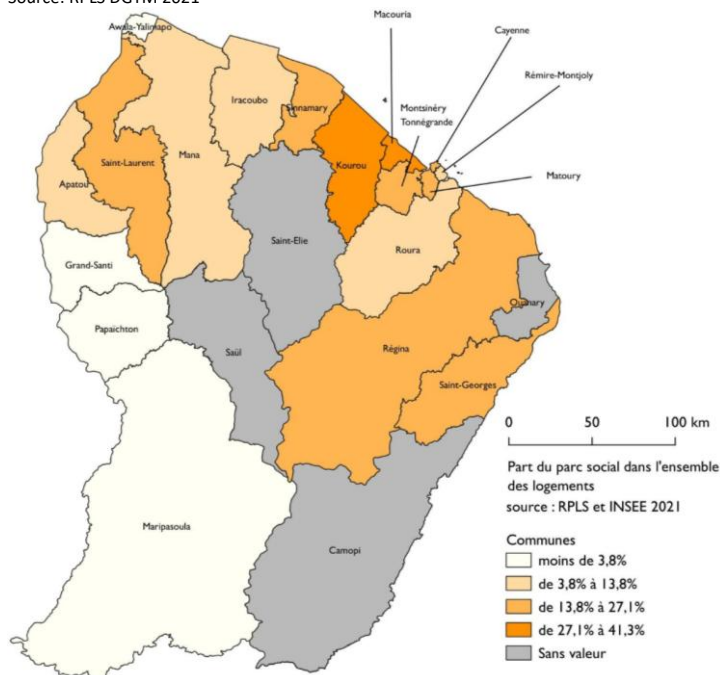 Source: RPLS DGTM 2021
Macouria
Cayenne
Awala-Yalimapo
Rémire-Montjoly
Iracoubo
Sinnamary
Montsinéry
Tonnégrande
Saint-Laurent
Mana
Kourou
Matoury
Apatou
Saint-Elie
Roura
Grand-Santi
Papaichton
Saül
Régina
Ouanary
Saint-Georges
0 50 100 km
Part du parc social dans l'ensemble
des logements
source : RPLS et INSEE 2021
Maripasoula
Camopi
Communes
moins de 3,8%
de 3,8% à 13,8%
de 13,8% à 27,1%
de 27,1% à 41,3%
Sans valeur